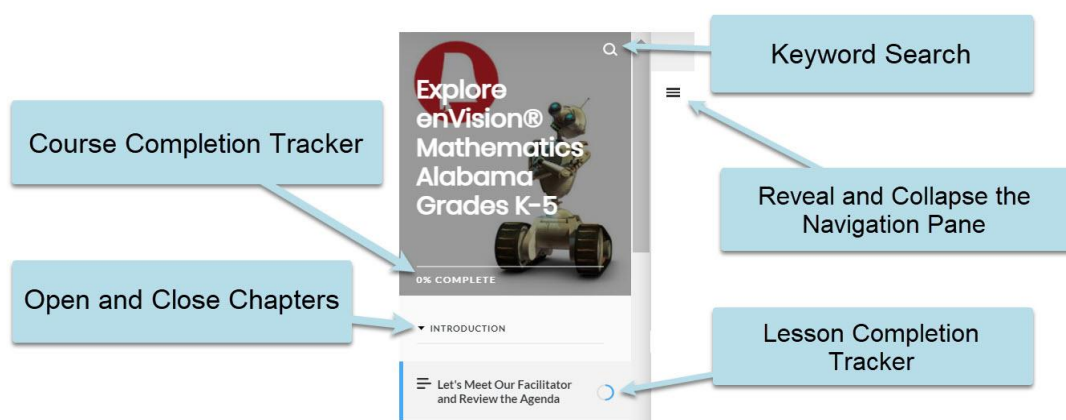 Keyword Search
Explore
enVision®
Mathematics
Alabama
Grades K-5
Course Completion Tracker
Reveal and Collapse the
Navigation Pane
0% COMPLETE
Open and Close Chapters
INTRODUCTION
Lesson Completion
Tracker
Let's Meet Our Facilitator
and Review the Agenda